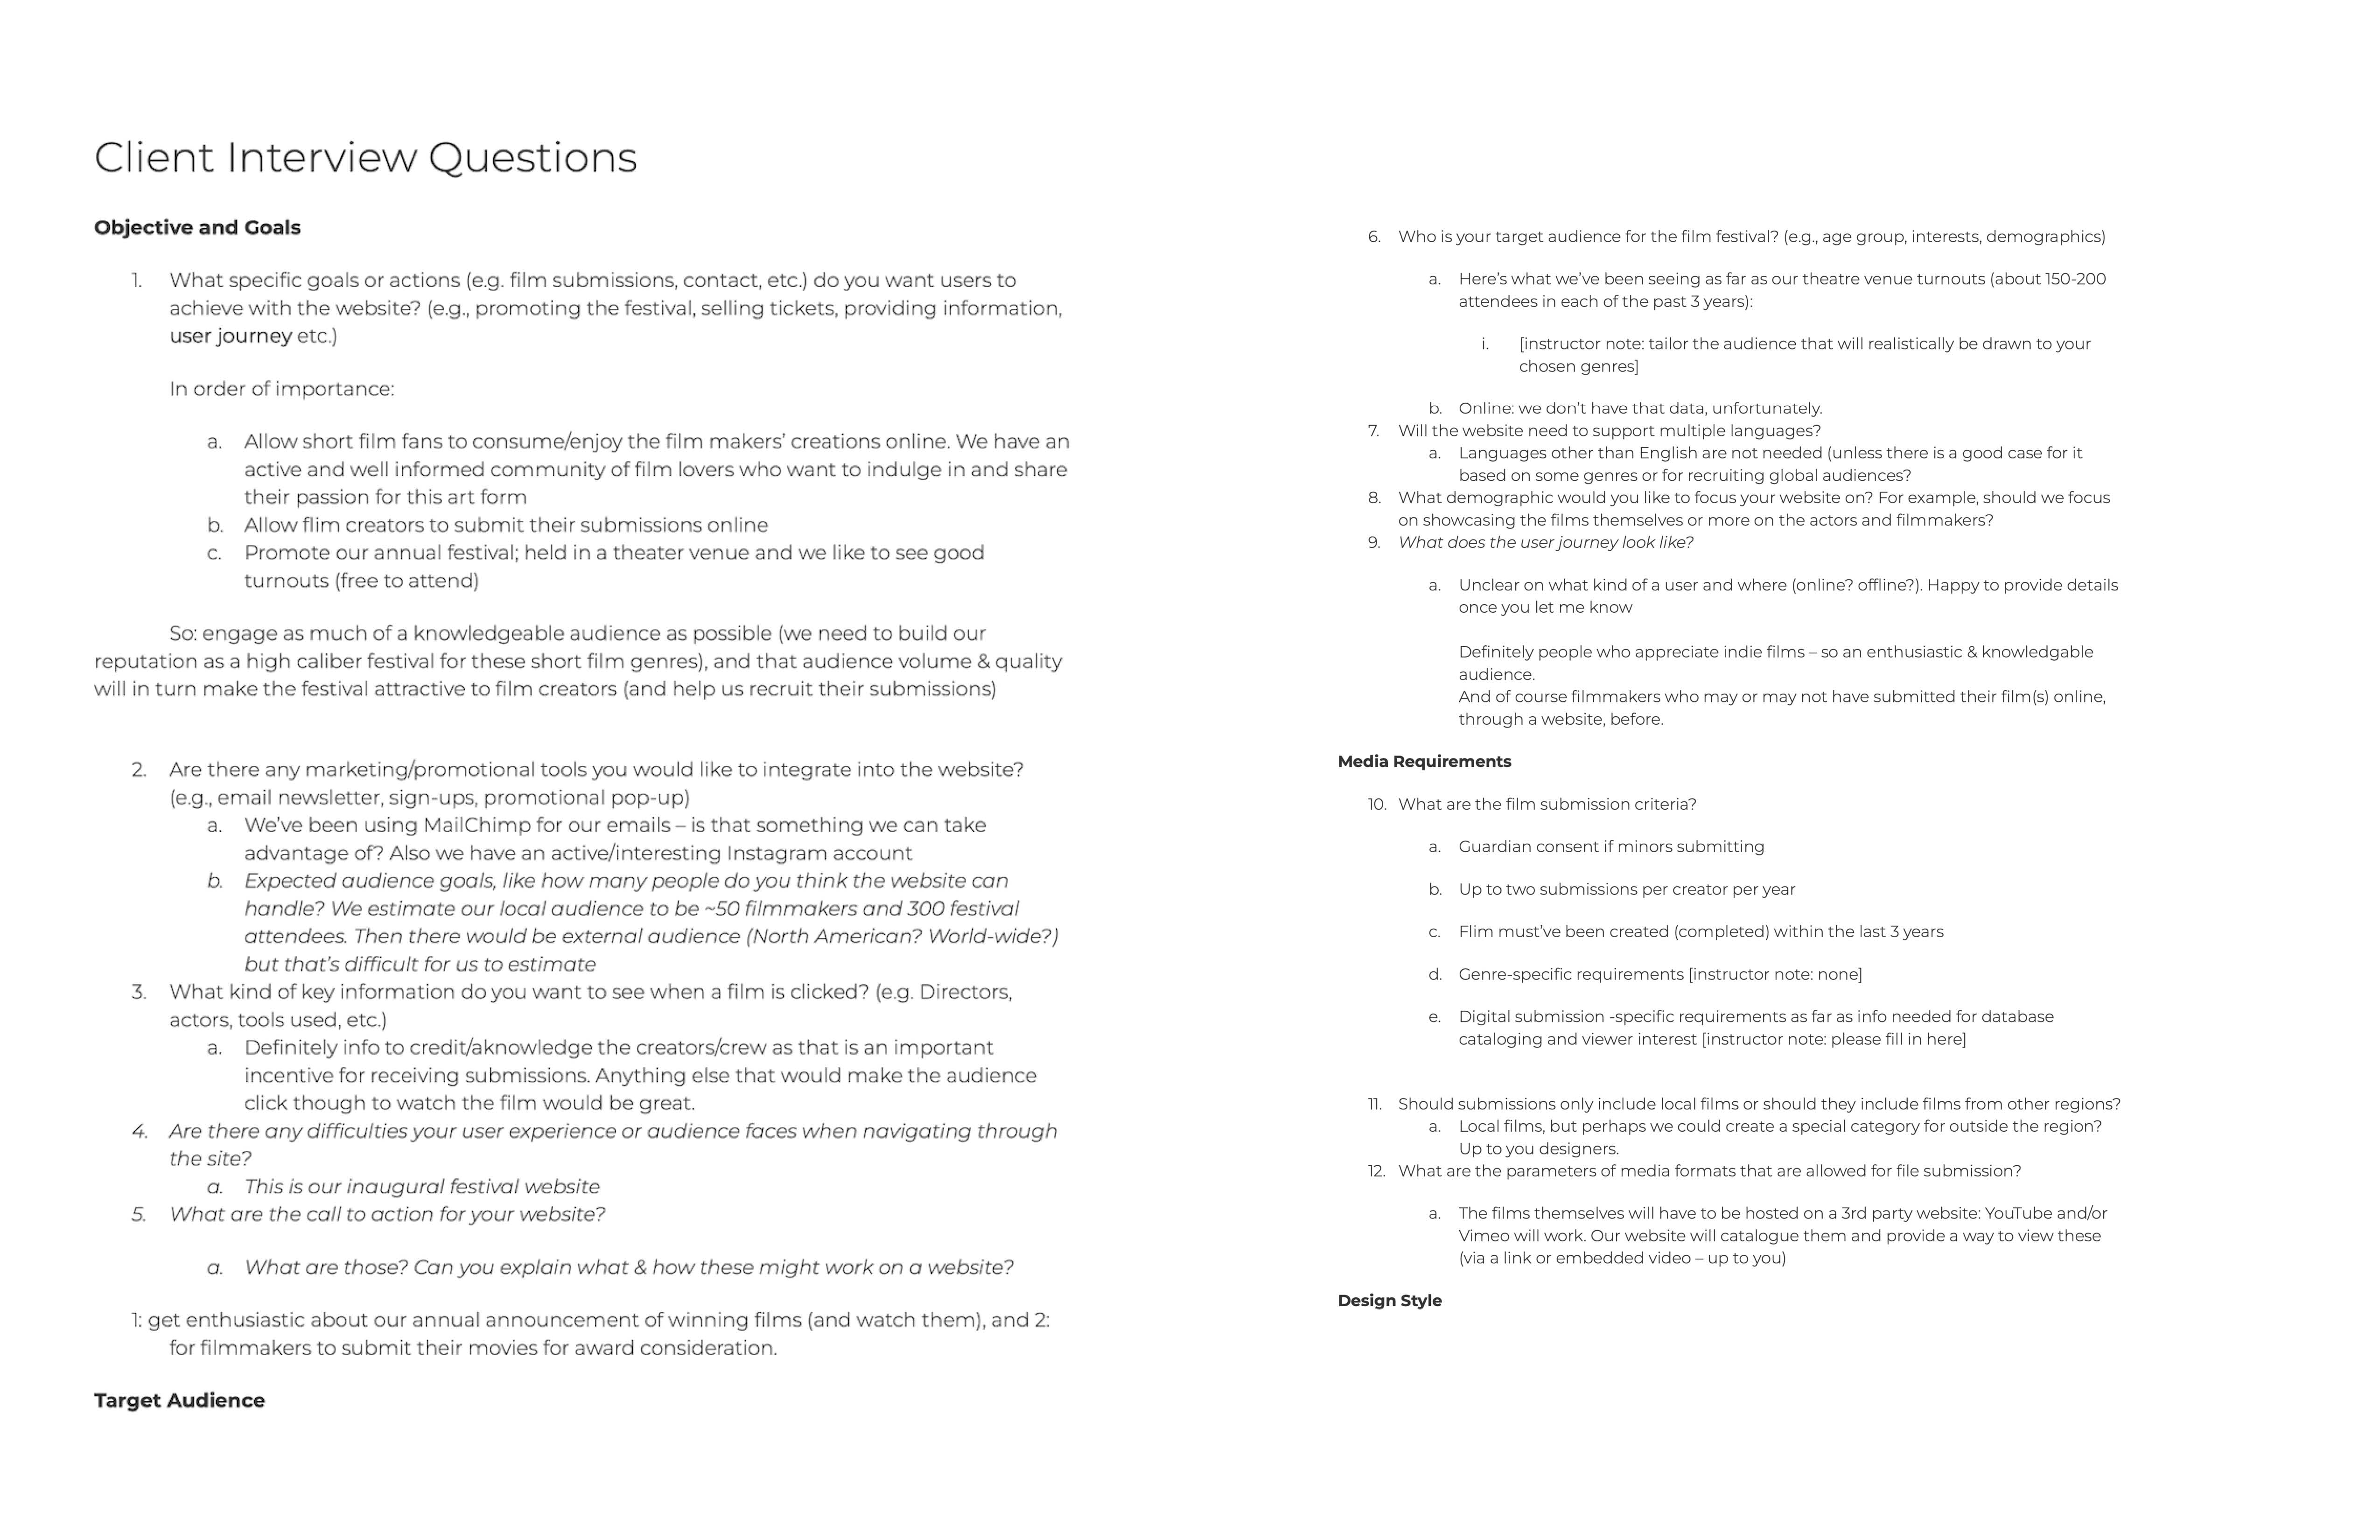 Client Interview Questions
Objective and Goals
1. What specific goals or actions (e.g. film submissions, contact, etc.) do you want users to
achieve with the website? (e.g., promoting the festival, selling tickets, providing information,
user journey etc.)
In order of importance:
a. Allow short film fans to consume/enjoy the film makers’ creations online. We have an
active and well informed community of film lovers who want to indulge in and share
their passion for this art form
b. Allow flim creators to submit their submissions online
c. Promote our annual festival; held in a theater venue and we like to see good
turnouts (free to attend)
So: engage as much of a knowledgeable audience as possible (we need to build our
reputation as a high caliber festival for these short film genres), and that audience volume & quality
will in turn make the festival attractive to film creators (and help us recruit their submissions)
2. Are there any marketing/promotional tools you would like to integrate into the website?
(e.g., email newsletter, sign-ups, promotional pop-up)
a. We’ve been using MailChimp for our emails – is that something we can take
advantage of? Also we have an active/interesting Instagram account
b. Expected audience goals, like how many people do you think the website can
handle? We estimate our local audience to be ~50 filmmakers and 300 festival
attendees. Then there would be external audience (North American? World-wide?)
but that’s difficult for us to estimate
3. What kind of key information do you want to see when a film is clicked? (e.g. Directors,
actors, tools used, etc.)
a. Definitely info to credit/aknowledge the creators/crew as that is an important
incentive for receiving submissions. Anything else that would make the audience
click though to watch the film would be great.
4. Are there any difficulties your user experience or audience faces when navigating through
the site?
a. This is our inaugural festival website
5. What are the call to action for your website?
a. What are those? Can you explain what & how these might work on a website?
1: get enthusiastic about our annual announcement of winning films (and watch them), and 2:
for filmmakers to submit their movies for award consideration.
Target Audience
6. Who is your target audience for the film festival? (e.g., age group, interests, demographics)
a. Here’s what we’ve been seeing as far as our theatre venue turnouts (about 150-200
attendees in each of the past 3 years):
i. [instructor note: tailor the audience that will realistically be drawn to your
chosen genres]
b. Online: we don’t have that data, unfortunately.
7. Will the website need to support multiple languages?
a. Languages other than English are not needed (unless there is a good case for it
based on some genres or for recruiting global audiences?
8. What demographic would you like to focus your website on? For example, should we focus
on showcasing the films themselves or more on the actors and filmmakers?
9. What does the user journey look like?
a. Unclear on what kind of a user and where (online? offline?). Happy to provide details
once you let me know
Definitely people who appreciate indie films – so an enthusiastic & knowledgable
audience.
And of course filmmakers who may or may not have submitted their film(s) online,
through a website, before.
Media Requirements
10. What are the film submission criteria?
a. Guardian consent if minors submitting
b. Up to two submissions per creator per year
c. Flim must’ve been created (completed) within the last 3 years
d. Genre-specific requirements [instructor note: none]
e. Digital submission -specific requirements as far as info needed for database
cataloging and viewer interest [instructor note: please fill in here]
11. Should submissions only include local films or should they include films from other regions?
a. Local films, but perhaps we could create a special category for outside the region?
Up to you designers.
12. What are the parameters of media formats that are allowed for file submission?
a. The films themselves will have to be hosted on a 3rd party website: YouTube and/or
Vimeo will work. Our website will catalogue them and provide a way to view these
(via a link or embedded video – up to you)
Design Style